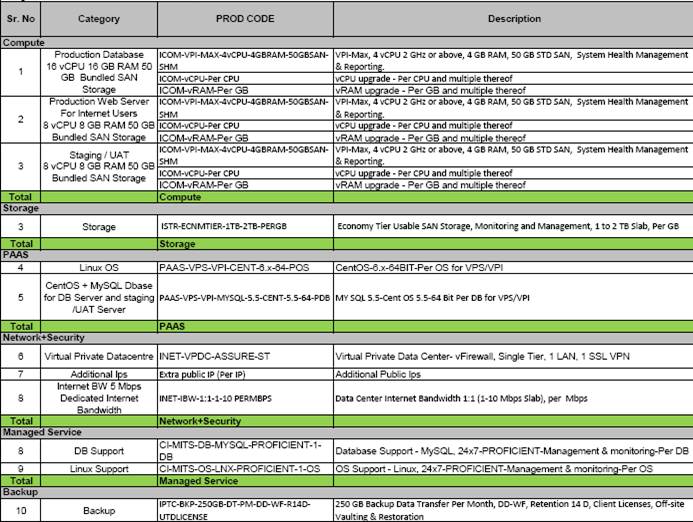 Sr. No Category PROD CODE Description
Compute
1
Production Database
16 vCPU 16 GB RAM 50
GB Bundled SAN
Storage
ICOM-VPI-MAX-4vCPU-4GBRAM-50GBSAN-
SHM
VPI-Max, 4 vCPU 2 GHz or above, 4 GB RAM, 50 GB STD SAN, System Health Management
& Reporting.
ICOM-vCPU-Per CPU
vCPU upgrade - Per CPU and multiple thereof
ICOM-vRAM-Per GB
vRAM upgrade - Per GB and multiple thereof
2
Production Web Server
For Internet Users
8 vCPU 8 GB RAM 50 GB
Bundled SAN Storage
ICOM-VPI-MAX-4vCPU-4GBRAM-50GBSAN-
SHM
VPI-Max, 4 vCPU 2 GHz or above, 4 GB RAM, 50 GB STD SAN, System Health Management
& Reporting.
ICOM-vCPU-Per CPU
vCPU upgrade - Per CPU and multiple thereof
ICOM-vRAM-Per GB
vRAM upgrade - Per GB and multiple thereof
3
Staging / UAT
8 vCPU 8 GB RAM 50 GB
Bundled SAN Storage
ICOM-VPI-MAX-4vCPU-4GBRAM-50GBSAN-
SHM
VPI-Max, 4 vCPU 2 GHz or above, 4 GB RAM, 50 GB STD SAN, System Health Management
& Reporting.
ICOM-vCPU-Per CPU
vCPU upgrade - Per CPU and multiple thereof
ICOM-vRAM-Per GB
vRAM upgrade - Per GB and multiple thereof
Total Compute
Storage
3 Storage ISTR-ECNMTIER-1TB-2TB-PERGB Economy Tier Usable SAN Storage, Monitoring and Management, 1 to 2 TB Slab, Per GB
Total Storage
PAAS
4 Linux OS PAAS-VPS-VPI-CENT-6.x-64-POS CentOS-6.x-64BIT-Per OS for VPS/VPI
5
CentOS + MySQL Dbase
for DB Server and staging
/UAT Server
PAAS-VPS-VPI-MYSQL-5.5-CENT-5.5-64-PDB
MY SQL 5.5-Cent OS 5.5-64 Bit Per DB for VPS/VPI
Total PAAS
Network+Security
6 Virtual Private Datacentre INET-VPDC-ASSURE-ST Virtual Private Data Center- vFirewall, Single Tier, 1 LAN, 1 SSL VPN
7 Additional Ips Extra public IP (Per IP) Additional Public Ips
8
Internet BW 5 Mbps
Dedicated Internet
Bandwidth
INET-IBW-1:1-1-10 PERMBPS
Data Center Internet Bandwidth 1:1 (1-10 Mbps Slab), per Mbps
Total Network+Security
Managed Service
8 DB Support
CI-MITS-DB-MYSQL-PROFICIENT-1-
DB
Database Support - MySQL, 24x7-PROFICIENT-Management & monitoring-Per DB
9 Linux Support CI-MITS-OS-LNX-PROFICIENT-1-OS OS Support - Linux, 24x7-PROFICIENT-Management & monitoring-Per OS
Total Managed Service
Backup
10 Backup
IPTC-BKP-250GB-DT-PM-DD-WF-R14D-
UTDLICENSE
250 GB Backup Data Transfer Per Month, DD-WF, Retention 14 D, Client Licenses, Off-site
Vaulting & Restoration